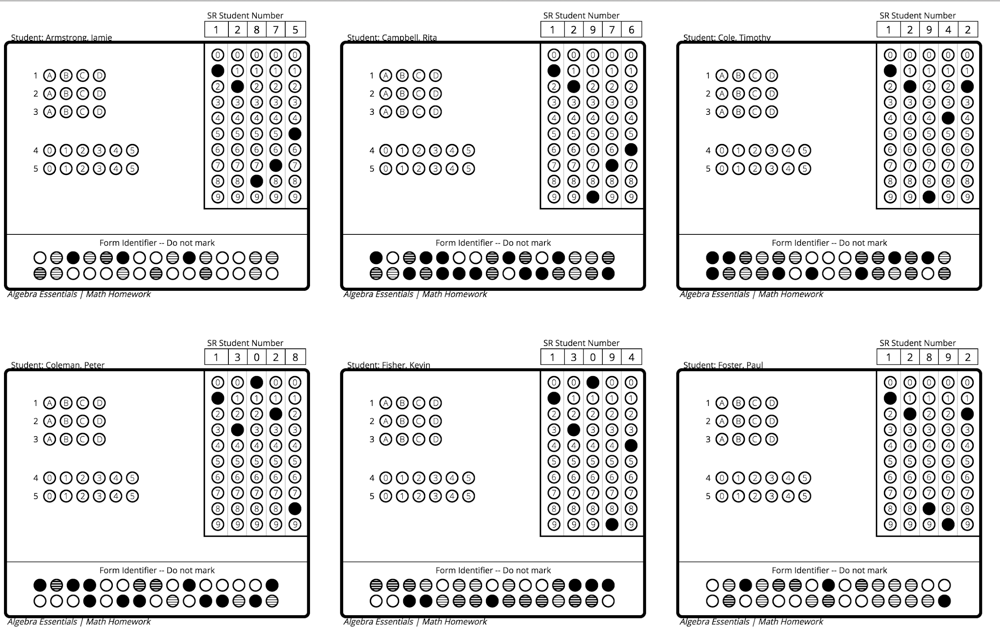 SR Student Number
1 2 8 7 5
Student: Armstrong, Jamie
1 A B C D
2 A B C D
3 A B C D
4 0 1 2 3 4 5
5 0 1 2 3 4 5
0 0 0 0 0
1 1 1 1
2 2 2 2
3 3 3 3 3
4 4 4 4 4
5 5 5 5
6 6 6 6 6
7 7 7 7
8 8 8 8
9 9 9 9 9
Form Identifier -- Do not mark
Algebra Essentials | Math Homework
SR Student Number
1 2 9 7 6
Student: Campbell, Rita
1 A B C D
2 A B C D
3 A B C D
4 0 1 2 3 4 5
5 0 1 2 3 4 5
0 0 0 0 0
1 1 1 1
2 2 2 2
3 3 3 3 3
4 4 4 4 4
5 5 5 5 5
6 6 6 6
7 7 7 7
8 8 8 8 8
9 9 9 9
Form Identifier -- Do not mark
Algebra Essentials | Math Homework
SR Student Number
1 2 9 4 2
Student: Cole, Timothy
1 A B C D
2 A B C D
3 A B C D
4 0 1 2 3 4 5
5 0 1 2 3 4 5
0 0 0 0 0
1 1 1 1
2 2 2
3 3 3 3 3
4 4 4 4
5 5 5 5 5
6 6 6 6 6
7 7 7 7 7
8 8 8 8 8
9 9 9 9
Form Identifier -- Do not mark
Algebra Essentials | Math Homework
SR Student Number
1 3 0 2 8
Student: Coleman, Peter
1 A B C D
2 A B C D
3 A B C D
4 0 1 2 3 4 5
5 0 1 2 3 4 5
0 0 0 0
1 1 1 1
2 2 2 2
3 3 3 3
4 4 4 4 4
5 5 5 5 5
6 6 6 6 6
7 7 7 7 7
8 8 8 8
9 9 9 9 9
Form Identifier -- Do not mark
Algebra Essentials | Math Homework
SR Student Number
1 3 0 9 4
Student: Fisher, Kevin
1 A B C D
2 A B C D
3 A B C D
4 0 1 2 3 4 5
5 0 1 2 3 4 5
0 0 0 0
1 1 1 1
2 2 2 2 2
3 3 3 3
4 4 4 4
5 5 5 5 5
6 6 6 6 6
7 7 7 7 7
8 8 8 8 8
9 9 9 9
Form Identifier -- Do not mark
Algebra Essentials | Math Homework
SR Student Number
1 2 8 9 2
Student: Foster, Paul
1 A B C D
2 A B C D
3 A B C D
4 0 1 2 3 4 5
5 0 1 2 3 4 5
0 0 0 0 0
1 1 1 1
2 2 2
3 3 3 3 3
4 4 4 4 4
5 5 5 5 5
6 6 6 6 6
7 7 7 7 7
8 8 8 8
9 9 9 9
Form Identifier -- Do not mark
Algebra Essentials | Math Homework